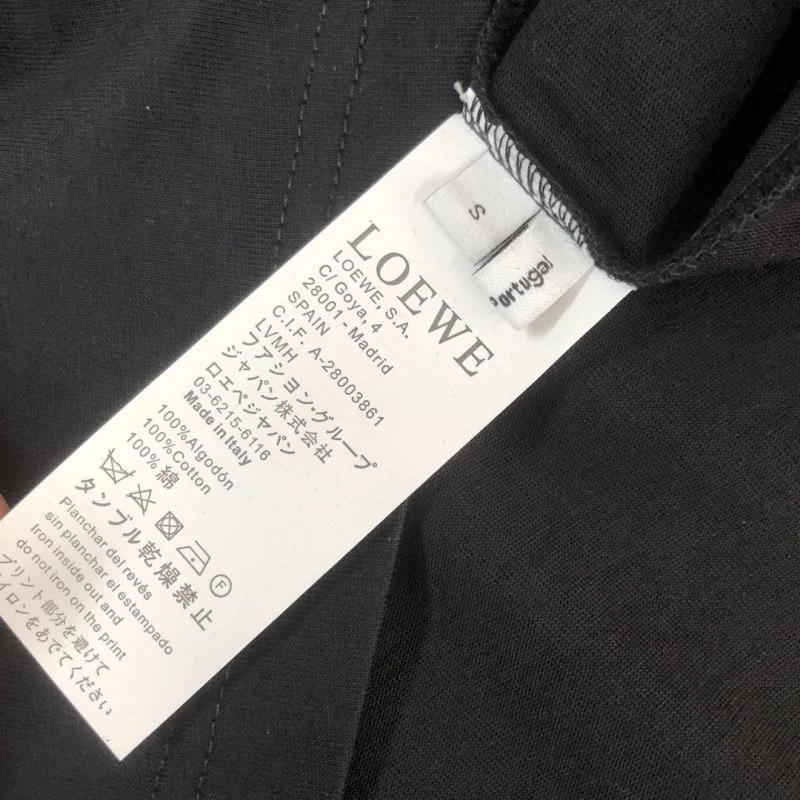 S
Portugal
LOEWE
LOEWE, S.A.
C/Goya, 4
28001 - Madrid
SPAIN
C.I.F. A-28003861
LVMH
フアシヨン・グループ
ジャパン株式会社
ロエベジャパン
03-6215-6116
Made in Italy
100%Algodón
100%Cotton
100%綿
F
タンブル乾燥禁止
Planchar del revés
sin planchar el estampado
Iron inside out and
do not iron on the print
プリント部分を避けて
アイロンをあててください